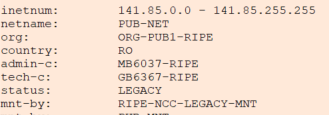 inetnum: 141.85.0.0 - 141.85.255.255
netname: PUB-NET
org: ORG-PUB1-RIPE
country: RO
admin-c: MB6037-RIPE
tech-c: GB6367-RIPE
status: LEGACY
mnt-by: RIPE-NCC-LEGACY-MNT